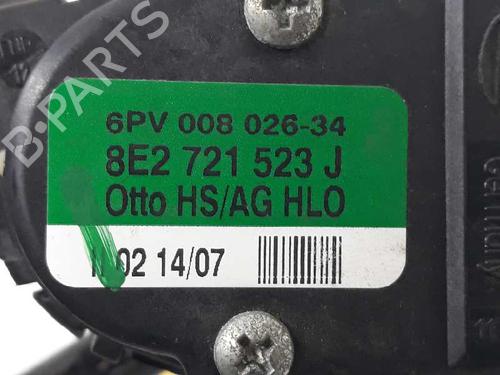 6PV 008 026-34
8E2 721 523 J
Otto HS/AG HLO
02 14/07
B-PARTS
Germany